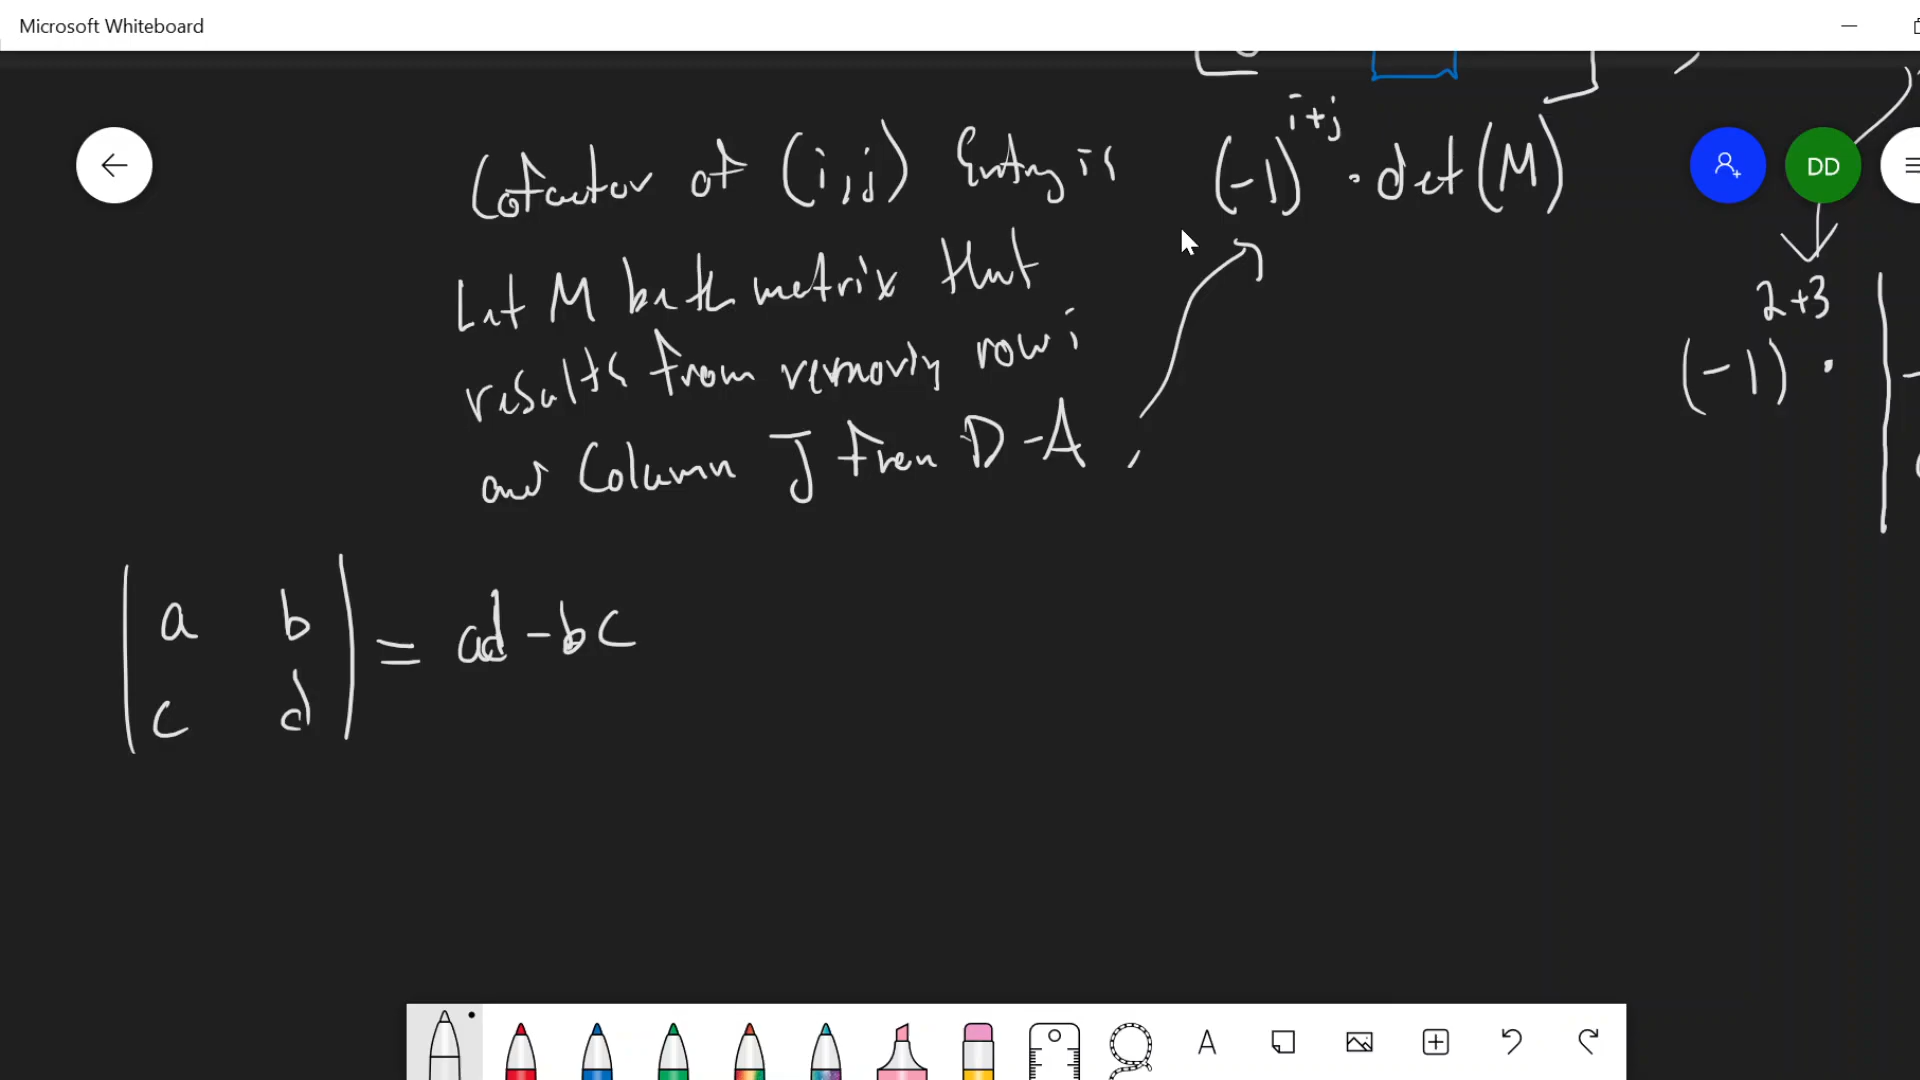 Microsoft Whiteboard
Cofactor of (i,j) Entry is (-1)^{i+j} · det(M)
DD
Let M be the metrix that
results from removing row i
and Column J from D-A ,
2+3
(-1) ·
|a b| = ad - bc
|c d|
A